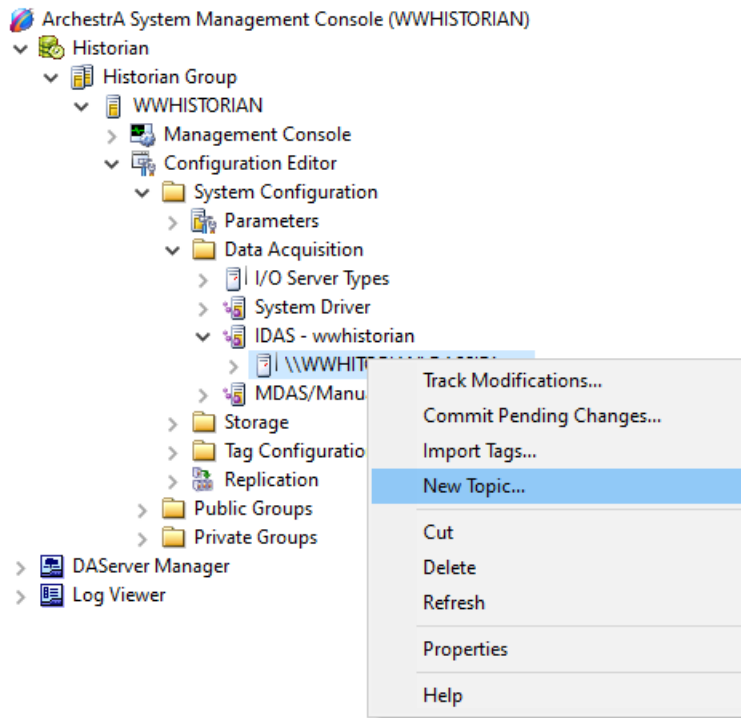 ArchestrA System Management Console (WWHISTORIAN)
Historian
Historian Group
WWHISTORIAN
Management Console
Configuration Editor
System Configuration
Parameters
Data Acquisition
I/O Server Types
System Driver
IDAS - wwhistorian
MDAS/Manu
Storage
Tag Configuratio
Replication
Public Groups
Private Groups
DAServer Manager
Log Viewer
Track Modifications...
Commit Pending Changes...
Import Tags...
New Topic...
Cut
Delete
Refresh
Properties
Help